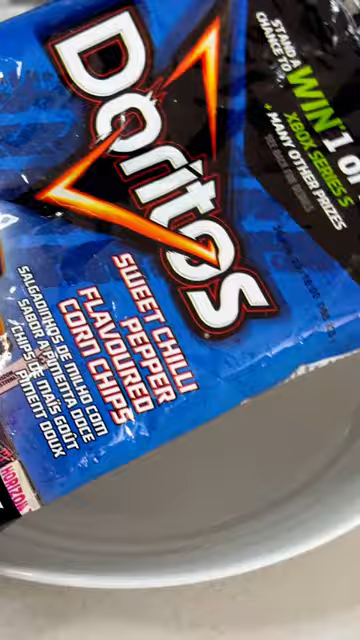 Doritos
STAND A
CHANCE TO
WIN 1 OF
XBOX SERIES S
+ MANY OTHER PRIZES
SWEET CHILLI
PEPPER
FLAVOURED
CORN CHIPS
SALGADINHOS DE MILHO COM
SABOR A PIMENTA DOCE
CHIPS DE MAÏS GOÛT
PIMENT DOUX
HORIZON